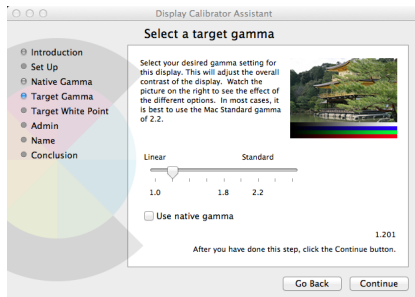 Display Calibrator Assistant
Select a target gamma
Introduction
Set Up
Native Gamma
Target Gamma
Target White Point
Admin
Name
Conclusion
Select your desired gamma setting for
this display. This will adjust the overall
contrast of the display. Watch the
picture on the right to see the effect of
the different options. In most cases, it
is best to use the Mac Standard gamma
of 2.2.
Linear Standard
1.0 1.8 2.2
Use native gamma
1.201
After you have done this step, click the Continue button.
Go Back Continue